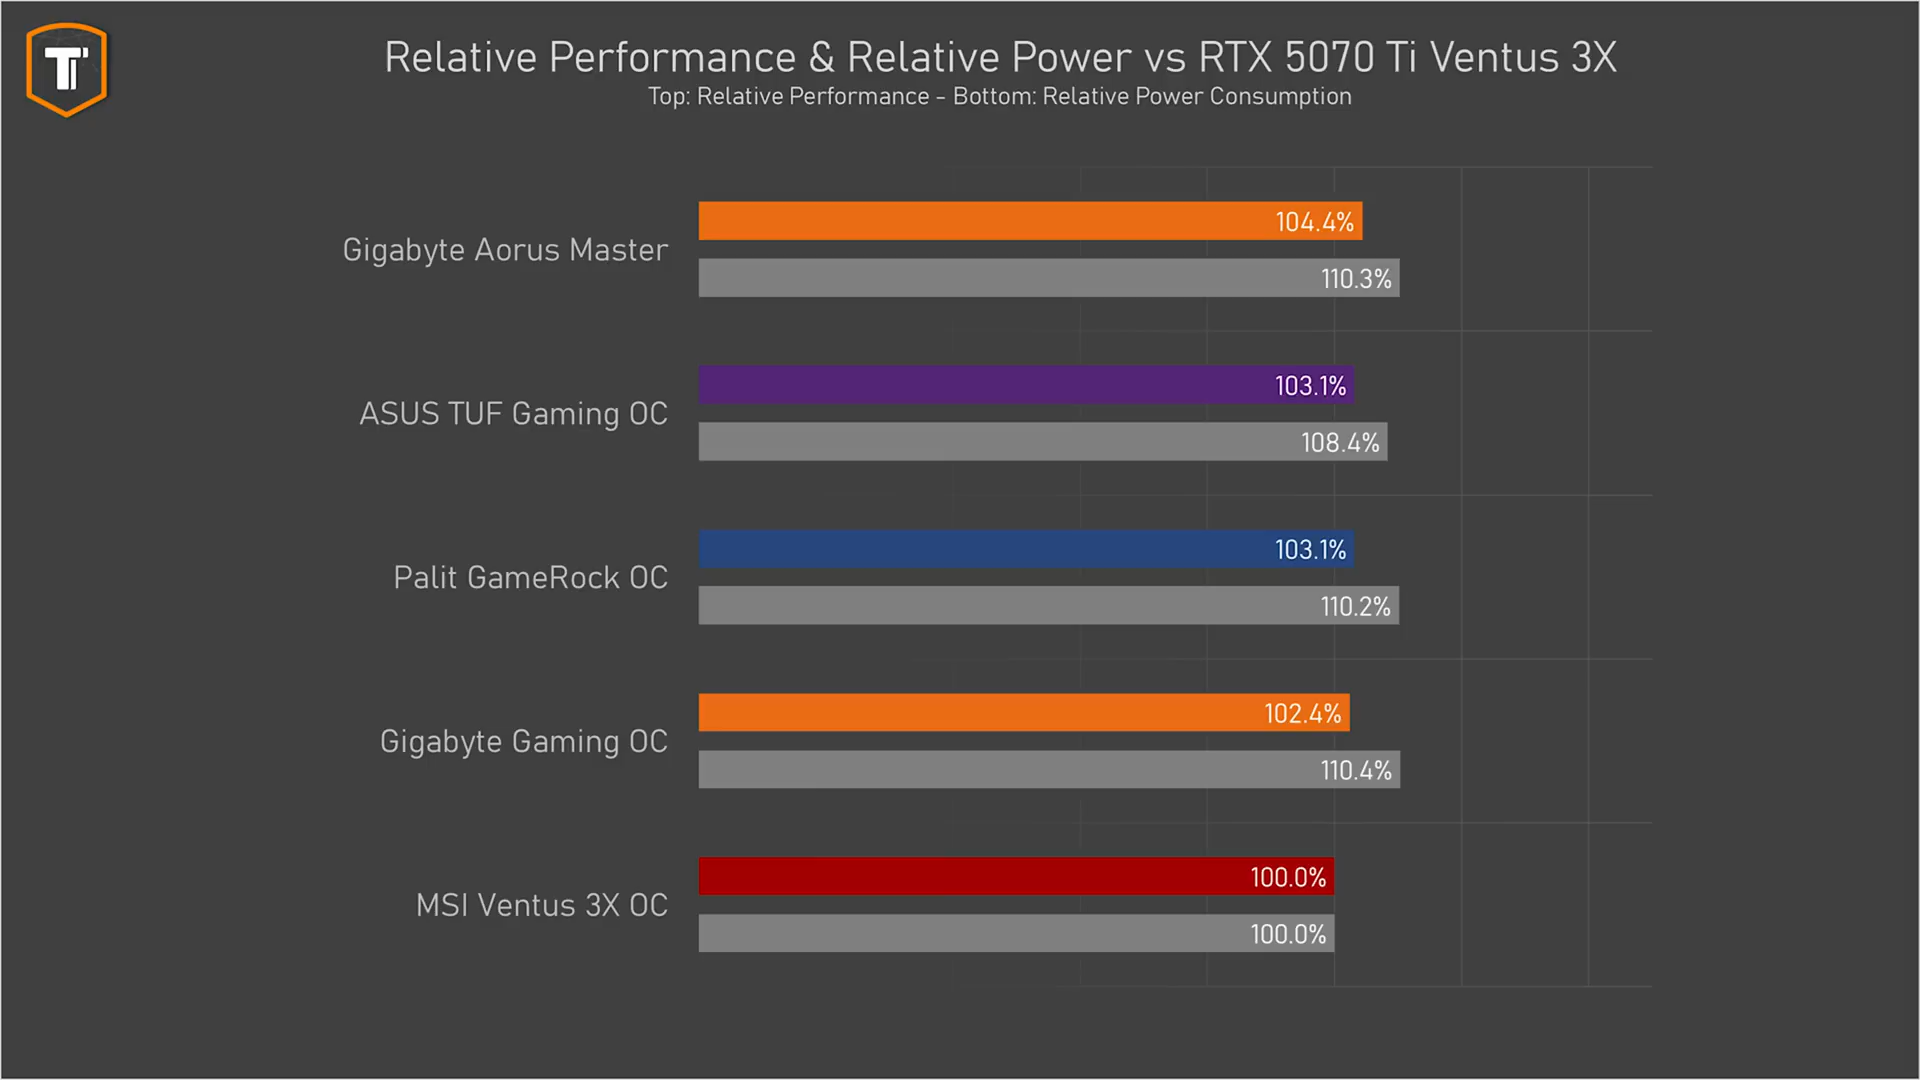 Relative Performance & Relative Power vs RTX 5070 Ti Ventus 3X
Top: Relative Performance - Bottom: Relative Power Consumption
Gigabyte Aorus Master
104.4%
110.3%
ASUS TUF Gaming OC
103.1%
108.4%
Palit GameRock OC
103.1%
110.2%
Gigabyte Gaming OC
102.4%
110.4%
MSI Ventus 3X OC
100.0%
100.0%